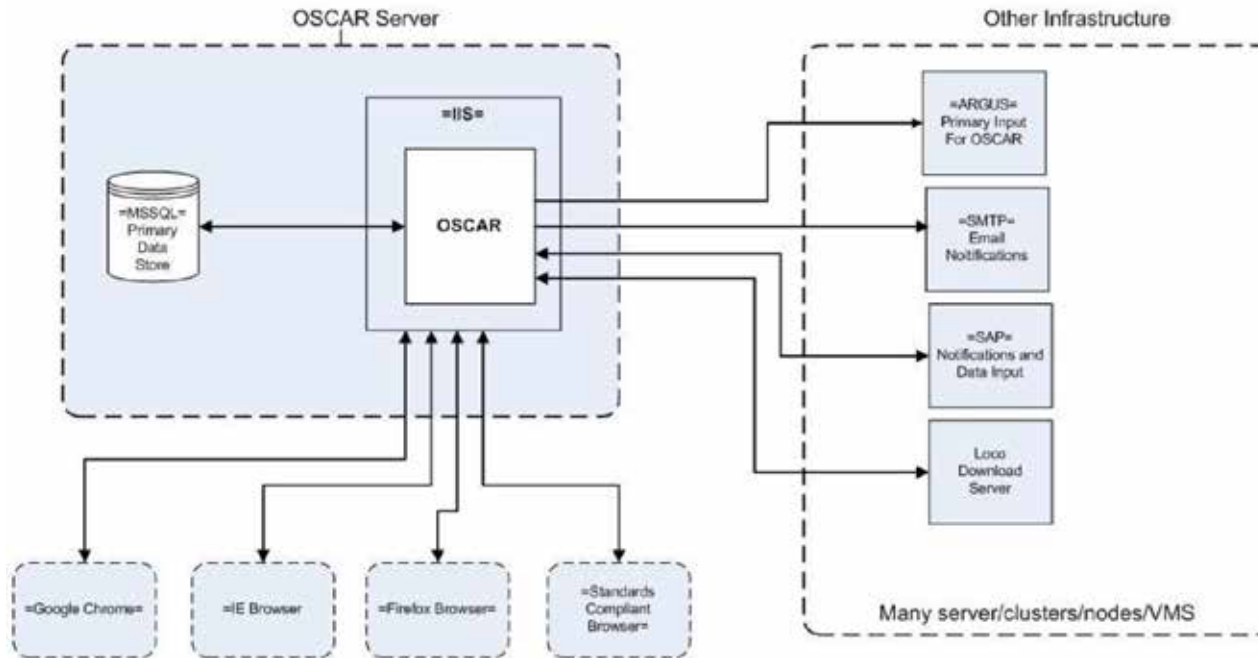 OSCAR Server
Other Infrastructure
=IIS=
OSCAR
=MSSQL=
Primary
Data
Store
=ARGUS=
Primary Input
For OSCAR
=SMTP=
Email
Noitifications
=SAP=
Notifications and
Data Input
Loco
Download
Server
=Google Chrome=
=IE Browser
=Firefox Browser=
=Standards
Compliant
Browser=
Many server/clusters/nodes/VMS